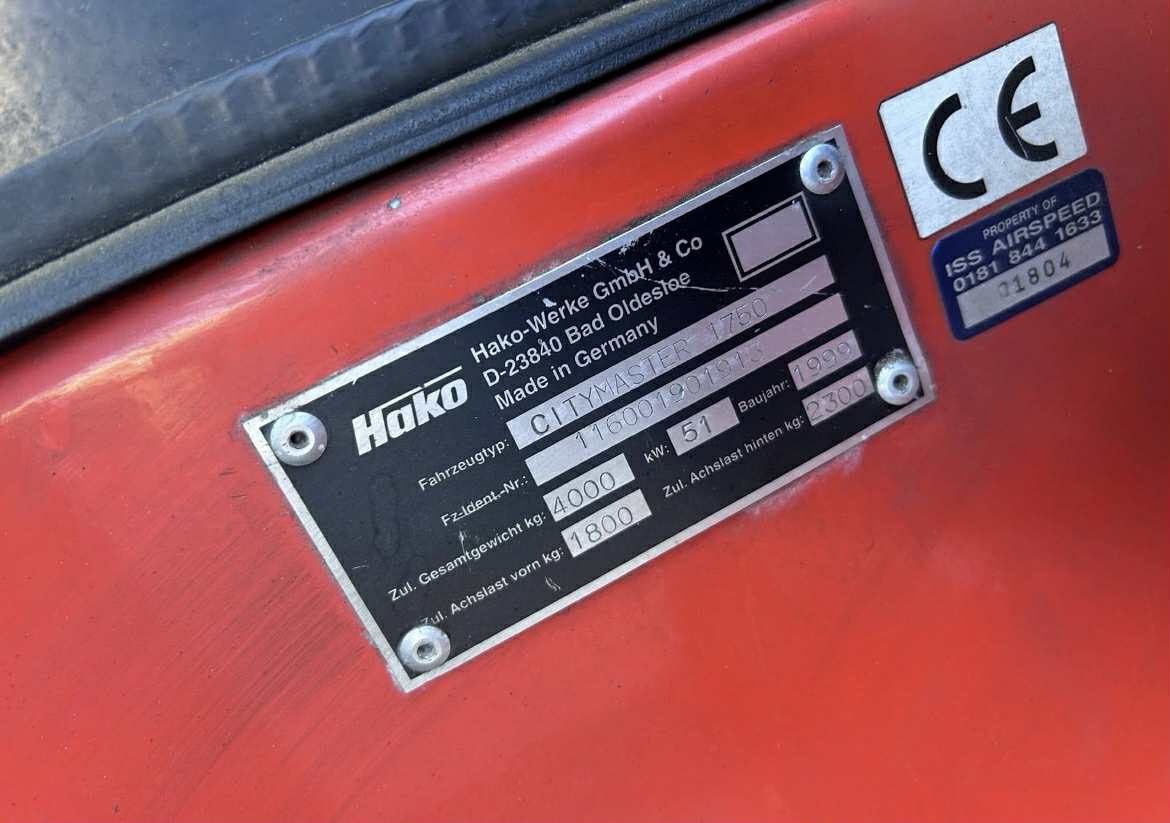 Hako
Hako-Werke GmbH & Co
D-23840 Bad Oldesloe
Made in Germany
Fahrzeugtyp: CITYMASTER 1750
Fz-Ident.-Nr.: 116001901913
Zul. Gesamtgewicht kg: 4000 kW: 51 Baujahr: 1999
Zul. Achslast vorn kg: 1800 Zul. Achslast hinten kg: 2300
CE
PROPERTY OF
ISS AIRSPEED
0181 844 1633
01804